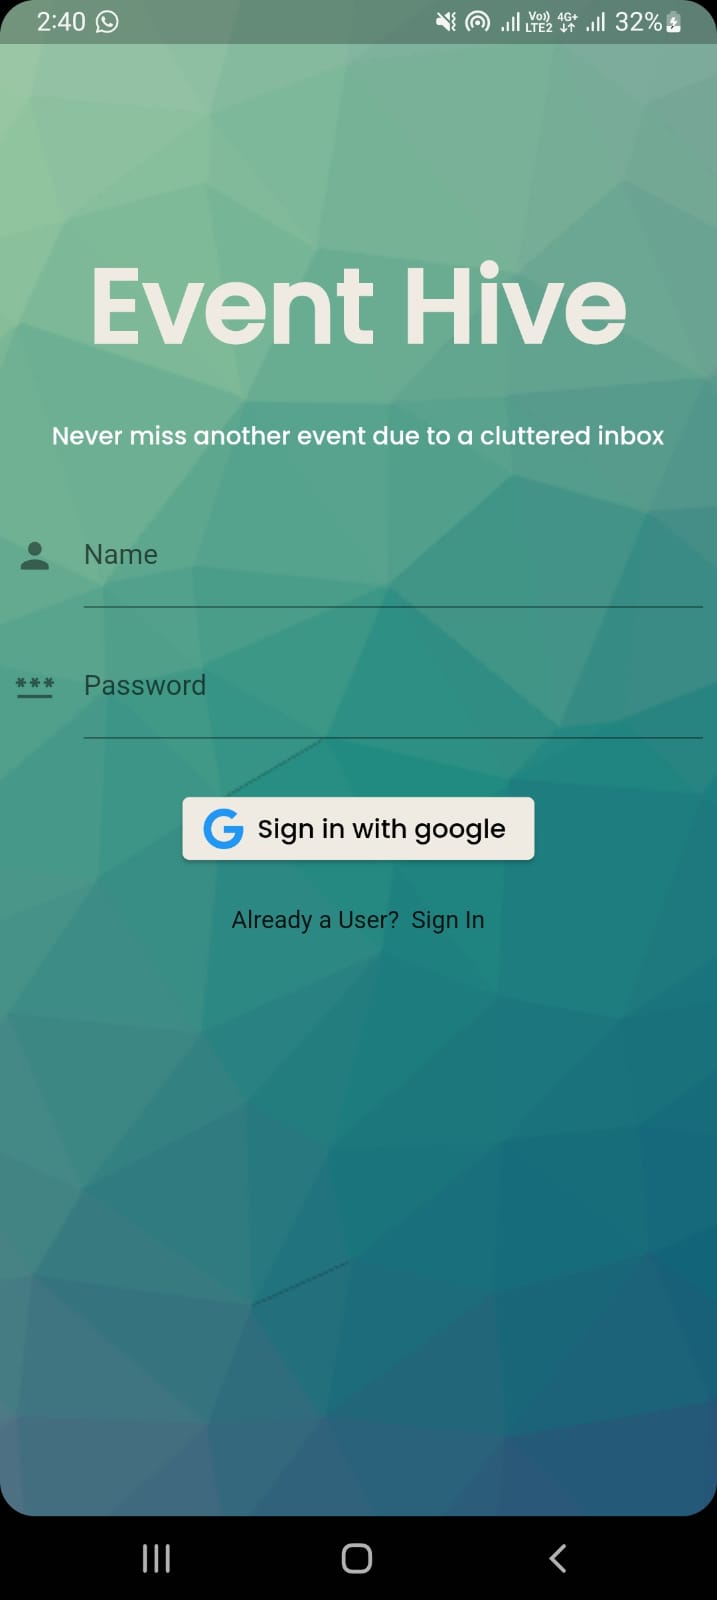 2:40 Vo)) LTE2 4G+ 32%
Event Hive
Never miss another event due to a cluttered inbox
Name
*** Password
Sign in with google
Already a User? Sign In